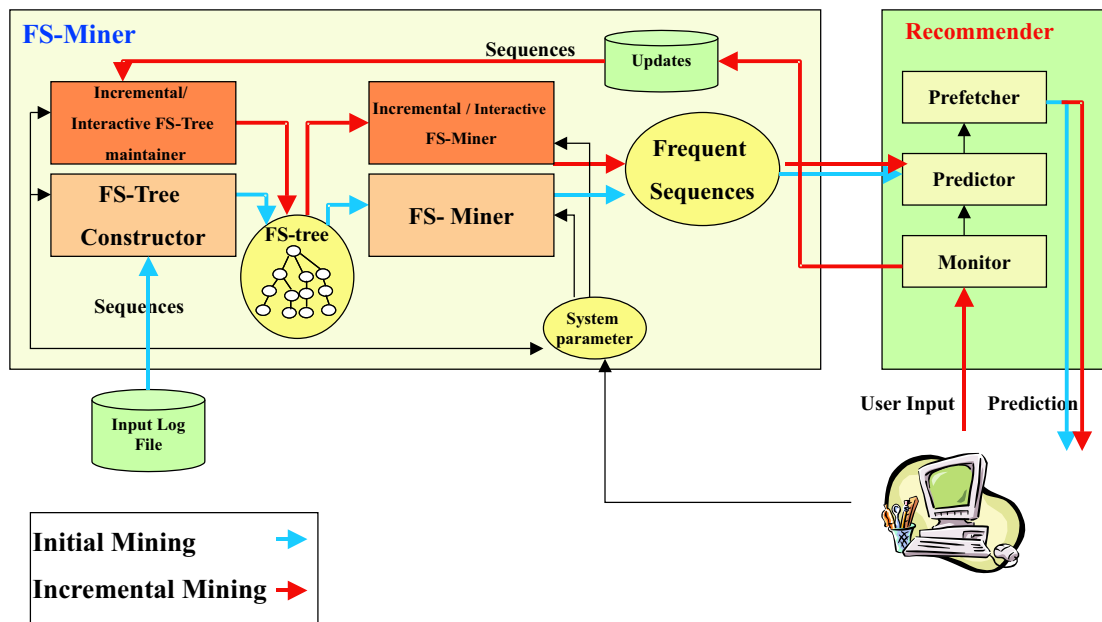 FS-Miner
Sequences
Updates
Recommender
Incremental/
Interactive FS-Tree
maintainer
Incremental / Interactive
FS-Miner
Frequent
Sequences
Prefetcher
FS-Tree
Constructor
FS- Miner
Predictor
FS-tree
Monitor
Sequences
System
parameter
User Input
Prediction
Input Log
File
Initial Mining
Incremental Mining